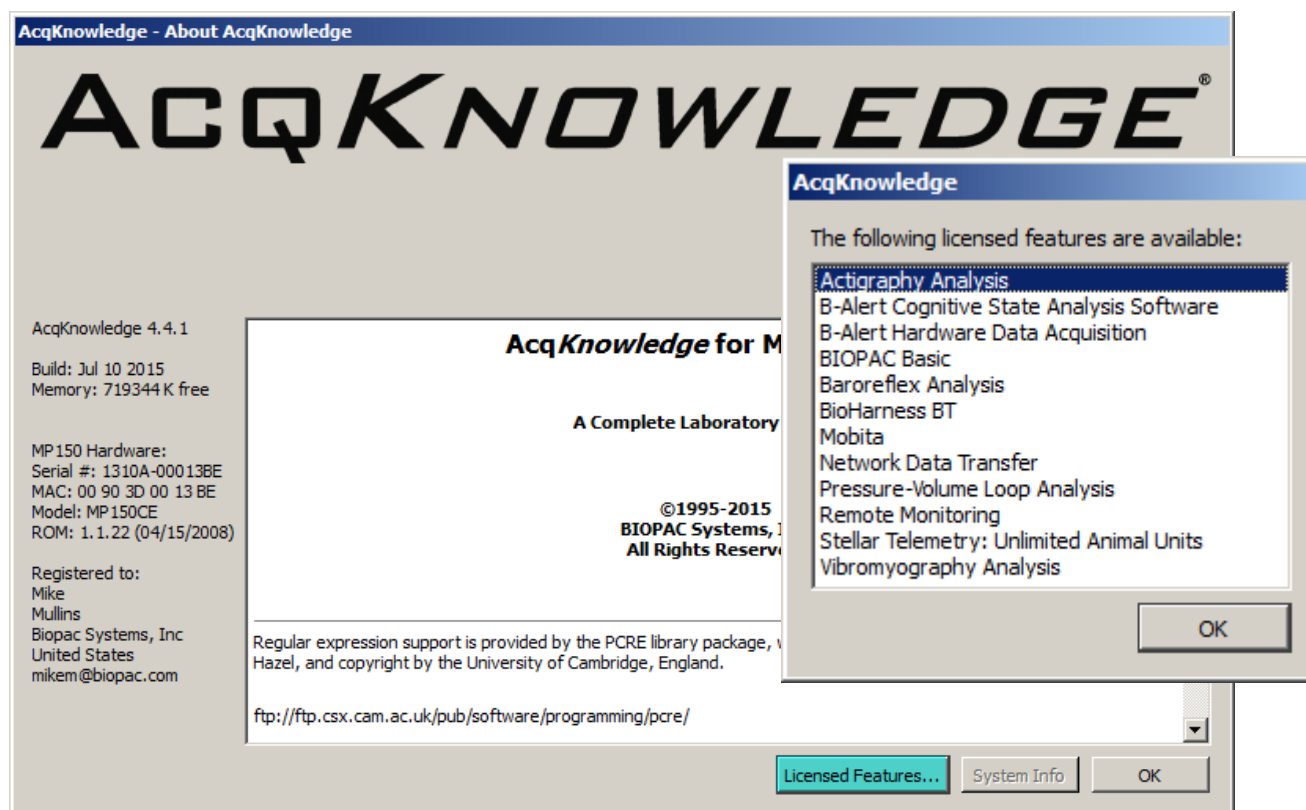 AcqKnowledge - About AcqKnowledge
ACQKNOWLEDGE®
AcqKnowledge 4.4.1
Build: Jul 10 2015
Memory: 719344 K free
MP150 Hardware:
Serial #: 1310A-00013BE
MAC: 00 90 3D 00 13 BE
Model: MP150CE
ROM: 1.1.22 (04/15/2008)
Registered to:
Mike
Mullins
Biopac Systems, Inc
United States
mikem@biopac.com
AcqKnowledge for M
A Complete Laboratory
©1995-2015
BIOPAC Systems,
All Rights Reserve
Regular expression support is provided by the PCRE library package,
Hazel, and copyright by the University of Cambridge, England.
ftp://ftp.csx.cam.ac.uk/pub/software/programming/pcre/
Licensed Features...
System Info
OK
AcqKnowledge
The following licensed features are available:
Actigraphy Analysis
B-Alert Cognitive State Analysis Software
B-Alert Hardware Data Acquisition
BIOPAC Basic
Baroreflex Analysis
BioHarness BT
Mobita
Network Data Transfer
Pressure-Volume Loop Analysis
Remote Monitoring
Stellar Telemetry: Unlimited Animal Units
Vibromyography Analysis
OK